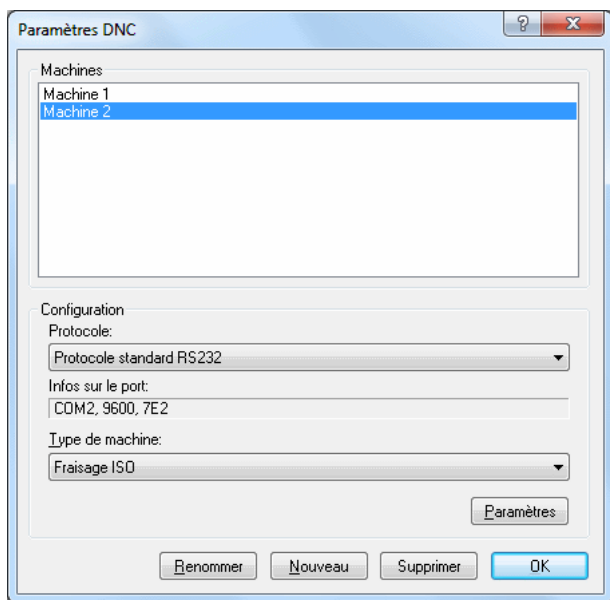 Paramètres DNC
Machines
Machine 1
Machine 2
Configuration
Protocole:
Protocole standard RS232
Infos sur le port:
COM2, 9600, 7E2
Type de machine:
Fraisage ISO
Paramètres
Renommer Nouveau Supprimer OK